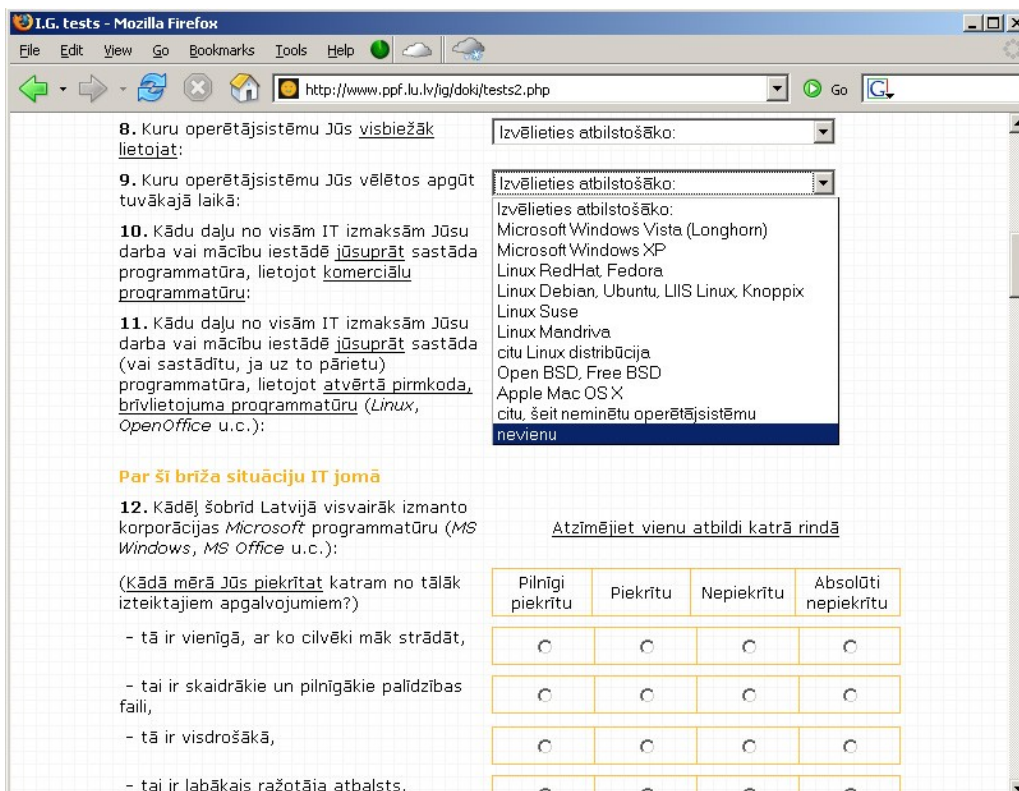 I.G. tests - Mozilla Firefox
File Edit View Go Bookmarks Tools Help
http://www.ppf.lu.lv/ig/doki/tests2.php
Go
G
8. Kuru operētājsistēmu Jūs visbiežāk
lietojat:
Izvēlieties atbilstošāko:
9. Kuru operētājsistēmu Jūs vēlētos apgūt
tuvākajā laikā:
Izvēlieties atbilstošāko:
Izvēlieties atbilstošāko:
Microsoft Windows Vista (Longhorn)
Microsoft Windows XP
Linux RedHat, Fedora
Linux Debian, Ubuntu, LIIS Linux, Knoppix
Linux Suse
Linux Mandriva
citu Linux distribūcija
Open BSD, Free BSD
Apple Mac OS X
citu, šeit neminētu operētājsistēmu
nevienu
10. Kādu daļu no visām IT izmaksām Jūsu
darba vai mācību iestādē jūsuprāt sastāda
programmatūra, lietojot komerciālu
programmatūru:
11. Kādu daļu no visām IT izmaksām Jūsu
darba vai mācību iestādē jūsuprāt sastāda
(vai sastādītu, ja uz to pārietu)
programmatūra, lietojot atvērtā pirmkoda,
brīvlietojuma programmatūru (Linux,
OpenOffice u.c.):
Par šī brīža situāciju IT jomā
12. Kādēļ šobrīd Latvijā visvairāk izmanto
korporācijas Microsoft programmatūru (MS
Windows, MS Office u.c.):
Atzīmējiet vienu atbildi katrā rindā
(Kādā mērā Jūs piekrītat katram no tālāk
izteiktajiem apgalvojumiem?)
Pilnīgi
piekrītu
Piekrītu
Nepiekrītu
Absolūti
nepiekrītu
- tā ir vienīgā, ar ko cilvēki māk strādāt,
- tai ir skaidrākie un pilnīgākie palīdzības
faili,
- tā ir visdrošākā,
- tai ir labākais ražotāja atbalsts,